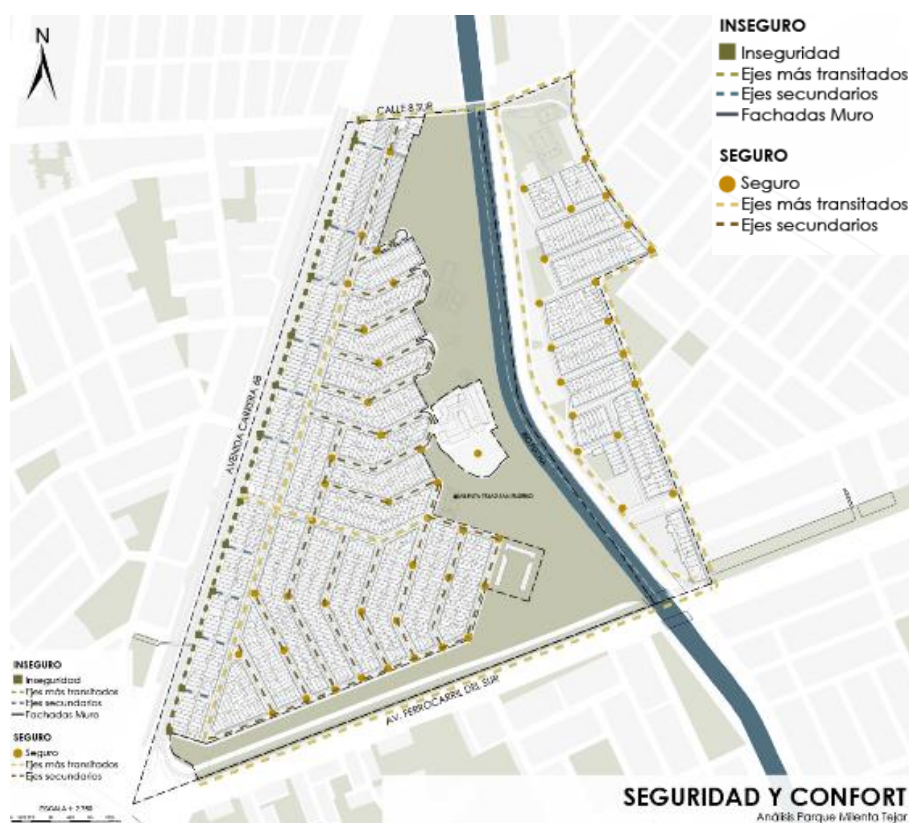 N
INSEGURO
Inseguridad
Ejes más transitados
Ejes secundarios
Fachadas Muro
SEGURO
Seguro
Ejes más transitados
Ejes secundarios
CALLE 8 SUR
AVENIDA CARRERA 68
AV. FERROCARRIL DEL SUR
INSEGURO
Inseguridad
Ejes más transitados
Ejes secundarios
Fachadas Muro
SEGURO
Seguro
Ejes más transitados
Ejes secundarios
SEGURIDAD Y CONFORT
Análisis Parque Milenta Tejar